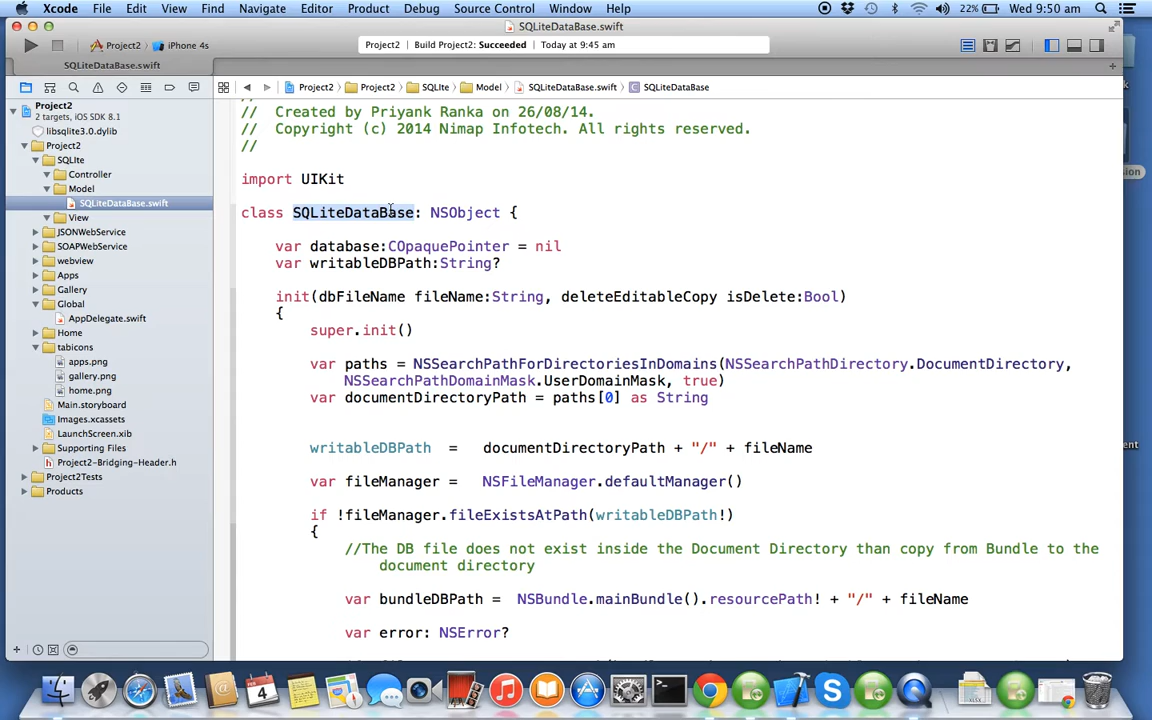 Xcode File Edit View Find Navigate Editor Product Debug Source Control Window Help 22% Wed 9:50 am
SQLiteDataBase.swift
Project2 iPhone 4s Project2 Build Project2: Succeeded Today at 9:45 am
SQLiteDataBase.swift
Project2 Project2 SQLIte Model SQLiteDataBase.swift SQLiteDataBase
Project2
2 targets, iOS SDK 8.1
libsqlite3.0.dylib
Project2
SQLIte
Controller
Model
SQLiteDataBase.swift
View
JSONWebService
SOAPWebService
webview
Apps
Gallery
Global
AppDelegate.swift
Home
tabicons
apps.png
gallery.png
home.png
Main.storyboard
Images.xcassets
LaunchScreen.xib
Supporting Files
Project2-Bridging-Header.h
Project2Tests
Products
//
// Created by Priyank Ranka on 26/08/14.
// Copyright (c) 2014 Nimap Infotech. All rights reserved.
//
import UIKit
class SQLiteDataBase: NSObject {
var database:COpaquePointer = nil
var writableDBPath:String?
init(dbFileName fileName:String, deleteEditableCopy isDelete:Bool)
{
super.init()
var paths = NSSearchPathForDirectoriesInDomains(NSSearchPathDirectory.DocumentDirectory,
NSSearchPathDomainMask.UserDomainMask, true)
var documentDirectoryPath = paths[0] as String
writableDBPath = documentDirectoryPath + "/" + fileName
var fileManager = NSFileManager.defaultManager()
if !fileManager.fileExistsAtPath(writableDBPath!)
{
//The DB file does not exist inside the Document Directory than copy from Bundle to the
document directory
var bundleDBPath = NSBundle.mainBundle().resourcePath! + "/" + fileName
var error: NSError?
FEB
4
XLSX